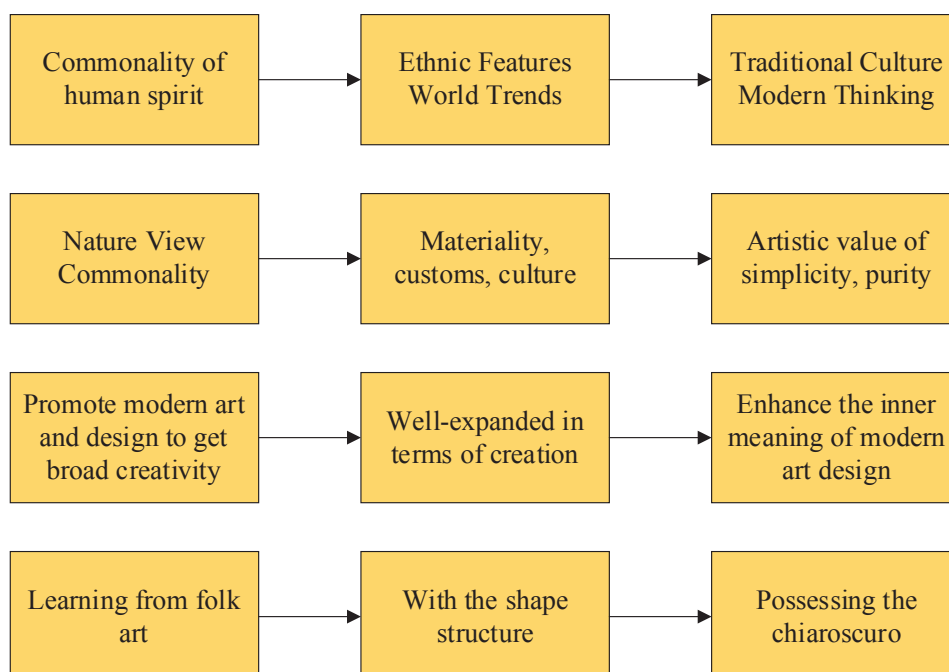 Commonality of
human spirit
Ethnic Features
World Trends
Traditional Culture
Modern Thinking
Nature View
Commonality
Materiality,
customs, culture
Artistic value of
simplicity, purity
Promote modern art
and design to get
broad creativity
Well-expanded in
terms of creation
Enhance the inner
meaning of modern
art design
Learning from folk
art
With the shape
structure
Possessing the
chiaroscuro